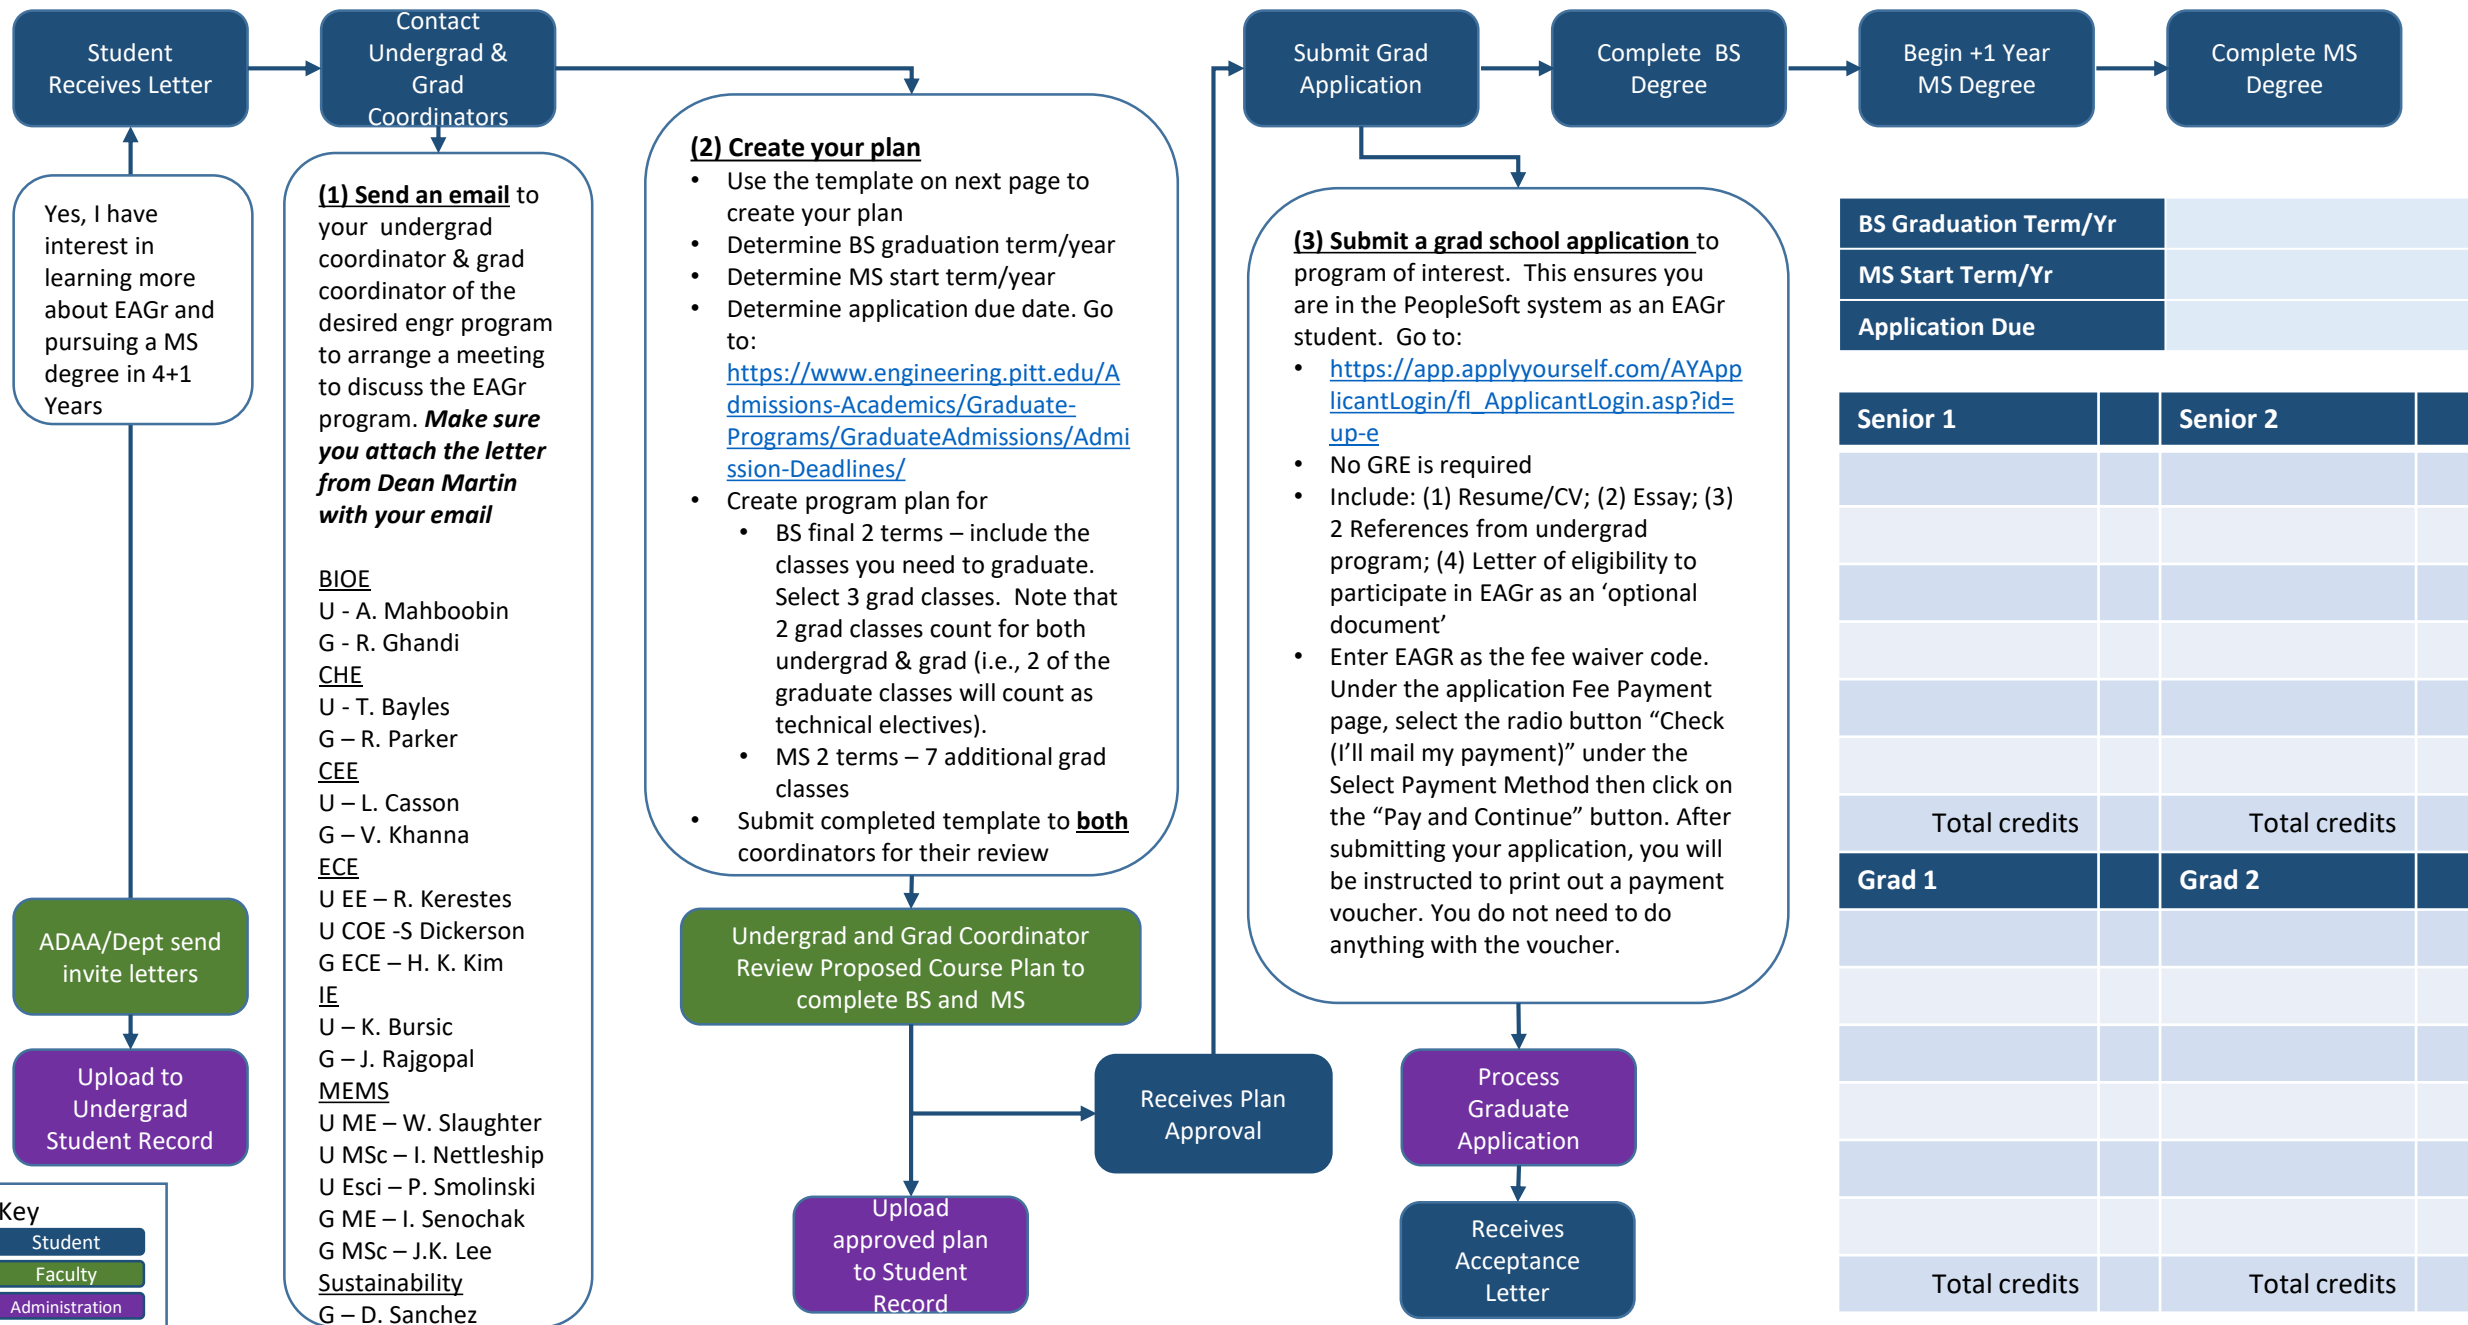 Student
Receives Letter
Contact
Undergrad &
Grad
Coordinators
Submit Grad
Application
Complete  BS
Degree
Begin +1 Year
MS Degree
Complete MS
Degree
Yes, I have
interest in
learning more
about EAGr and
pursuing a MS
degree in 4+1
Years
ADAA/Dept send
invite letters
Upload to
Undergrad
Student Record
Key
Student
Faculty
Administration
(1) Send an email to
your  undergrad
coordinator & grad
coordinator of the
desired engr program
to arrange a meeting
to discuss the EAGr
program. Make sure
you attach the letter
from Dean Martin
with your email
BIOE
U - A. Mahboobin
G - R. Ghandi
CHE
U - T. Bayles
G – R. Parker
CEE
U – L. Casson
G – V. Khanna
ECE
U EE – R. Kerestes
U COE -S Dickerson
G ECE – H. K. Kim
IE
U – K. Bursic
G – J. Rajgopal
MEMS
U ME – W. Slaughter
U MSc – I. Nettleship
U Esci – P. Smolinski
G ME – I. Senochak
G MSc – J.K. Lee
Sustainability
G – D. Sanchez
(2) Create your plan
• Use the template on next page to
create your plan
• Determine BS graduation term/year
• Determine MS start term/year
• Determine application due date. Go
to:
https://www.engineering.pitt.edu/A
dmissions-Academics/Graduate-
Programs/GraduateAdmissions/Admi
ssion-Deadlines/
• Create program plan for
• BS final 2 terms – include the
classes you need to graduate.
Select 3 grad classes.  Note that
2 grad classes count for both
undergrad & grad (i.e., 2 of the
graduate classes will count as
technical electives).
• MS 2 terms – 7 additional grad
classes
• Submit completed template to both
coordinators for their review
Undergrad and Grad Coordinator
Review Proposed Course Plan to
complete BS and  MS
Receives Plan
Approval
Upload
approved plan
to Student
Record
(3) Submit a grad school application to
program of interest.  This ensures you
are in the PeopleSoft system as an EAGr
student.  Go to:
• https://app.applyyourself.com/AYApp
licantLogin/fl_ApplicantLogin.asp?id=
up-e
• No GRE is required
• Include: (1) Resume/CV; (2) Essay; (3)
2 References from undergrad
program; (4) Letter of eligibility to
participate in EAGr as an ‘optional
document’
• Enter EAGR as the fee waiver code.
Under the application Fee Payment
page, select the radio button “Check
(I’ll mail my payment)” under the
Select Payment Method then click on
the “Pay and Continue” button. After
submitting your application, you will
be instructed to print out a payment
voucher. You do not need to do
anything with the voucher.
Process
Graduate
Application
Receives
Acceptance
Letter
BS Graduation Term/Yr
MS Start Term/Yr
Application Due
Senior 1 Senior 2
Total credits Total credits
Grad 1 Grad 2
Total credits Total credits